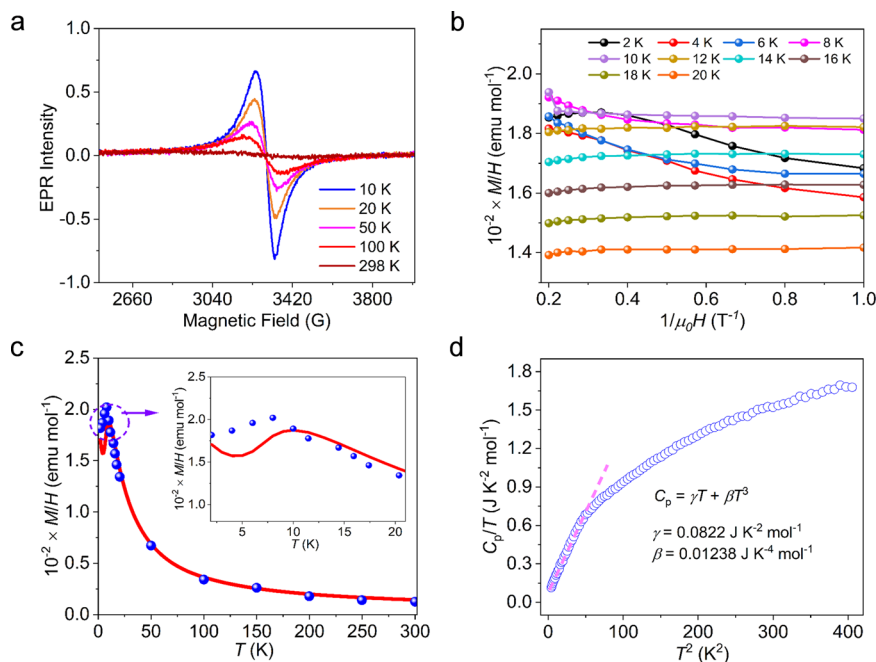 a
EPR Intensity
1.0
0.5
0.0
-0.5
-1.0
10 K
20 K
50 K
100 K
298 K
2660
3040
3420
3800
Magnetic Field (G)
b
10⁻² × M/H (emu mol⁻¹)
2.1
2.0
1.9
1.8
1.6
1.4
2 K
4 K
6 K
8 K
10 K
12 K
14 K
16 K
18 K
20 K
0.2
0.4
0.6
0.8
1.0
1/μ₀H (T⁻¹)
c
10⁻² × M/H (emu mol⁻¹)
2.5
2.0
1.5
1.0
0.5
0.0
10⁻² × M/H (emu mol⁻¹)
2.5
2.0
1.5
1.0
5
10
15
20
T (K)
0
50
100
150
200
250
300
T (K)
d
Cₚ/T (J K⁻² mol⁻¹)
1.8
1.5
1.2
0.9
0.6
0.3
0.0
Cₚ = γT + βT³
γ = 0.0822 J K⁻² mol⁻¹
β = 0.01238 J K⁻⁴ mol⁻¹
0
100
200
300
400
T² (K²)